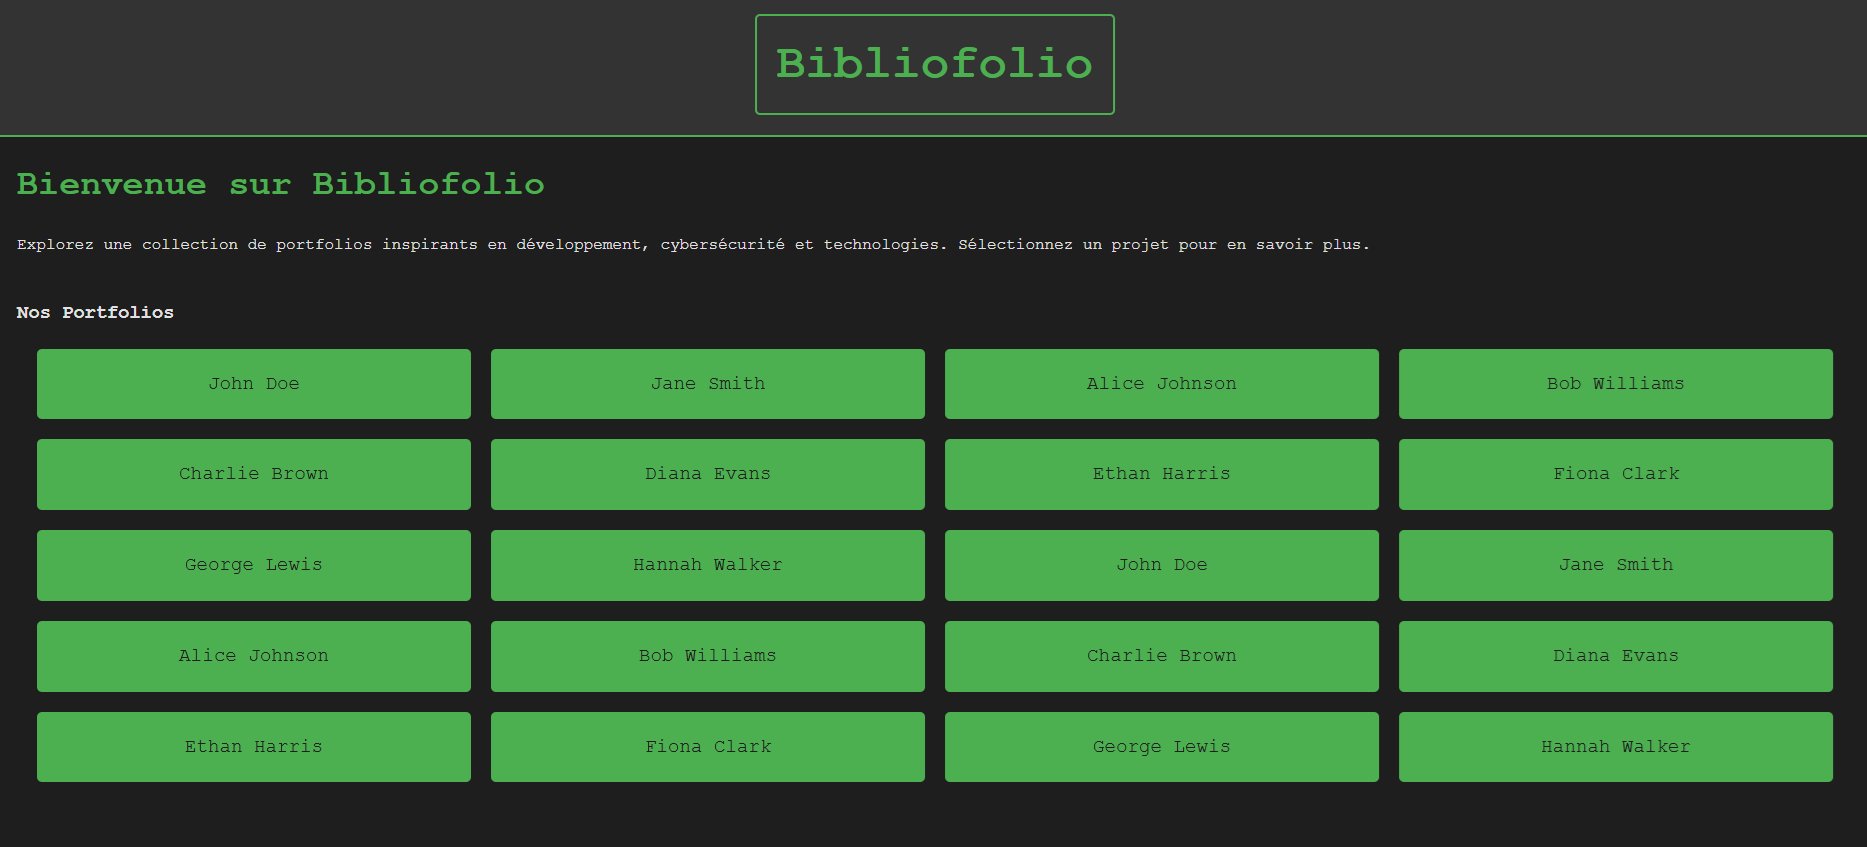 Bibliofolio
Bienvenue sur Bibliofolio
Explorez une collection de portfolios inspirants en développement, cybersécurité et technologies. Sélectionnez un projet pour en savoir plus.
Nos Portfolios
John Doe
Jane Smith
Alice Johnson
Bob Williams
Charlie Brown
Diana Evans
Ethan Harris
Fiona Clark
George Lewis
Hannah Walker
John Doe
Jane Smith
Alice Johnson
Bob Williams
Charlie Brown
Diana Evans
Ethan Harris
Fiona Clark
George Lewis
Hannah Walker